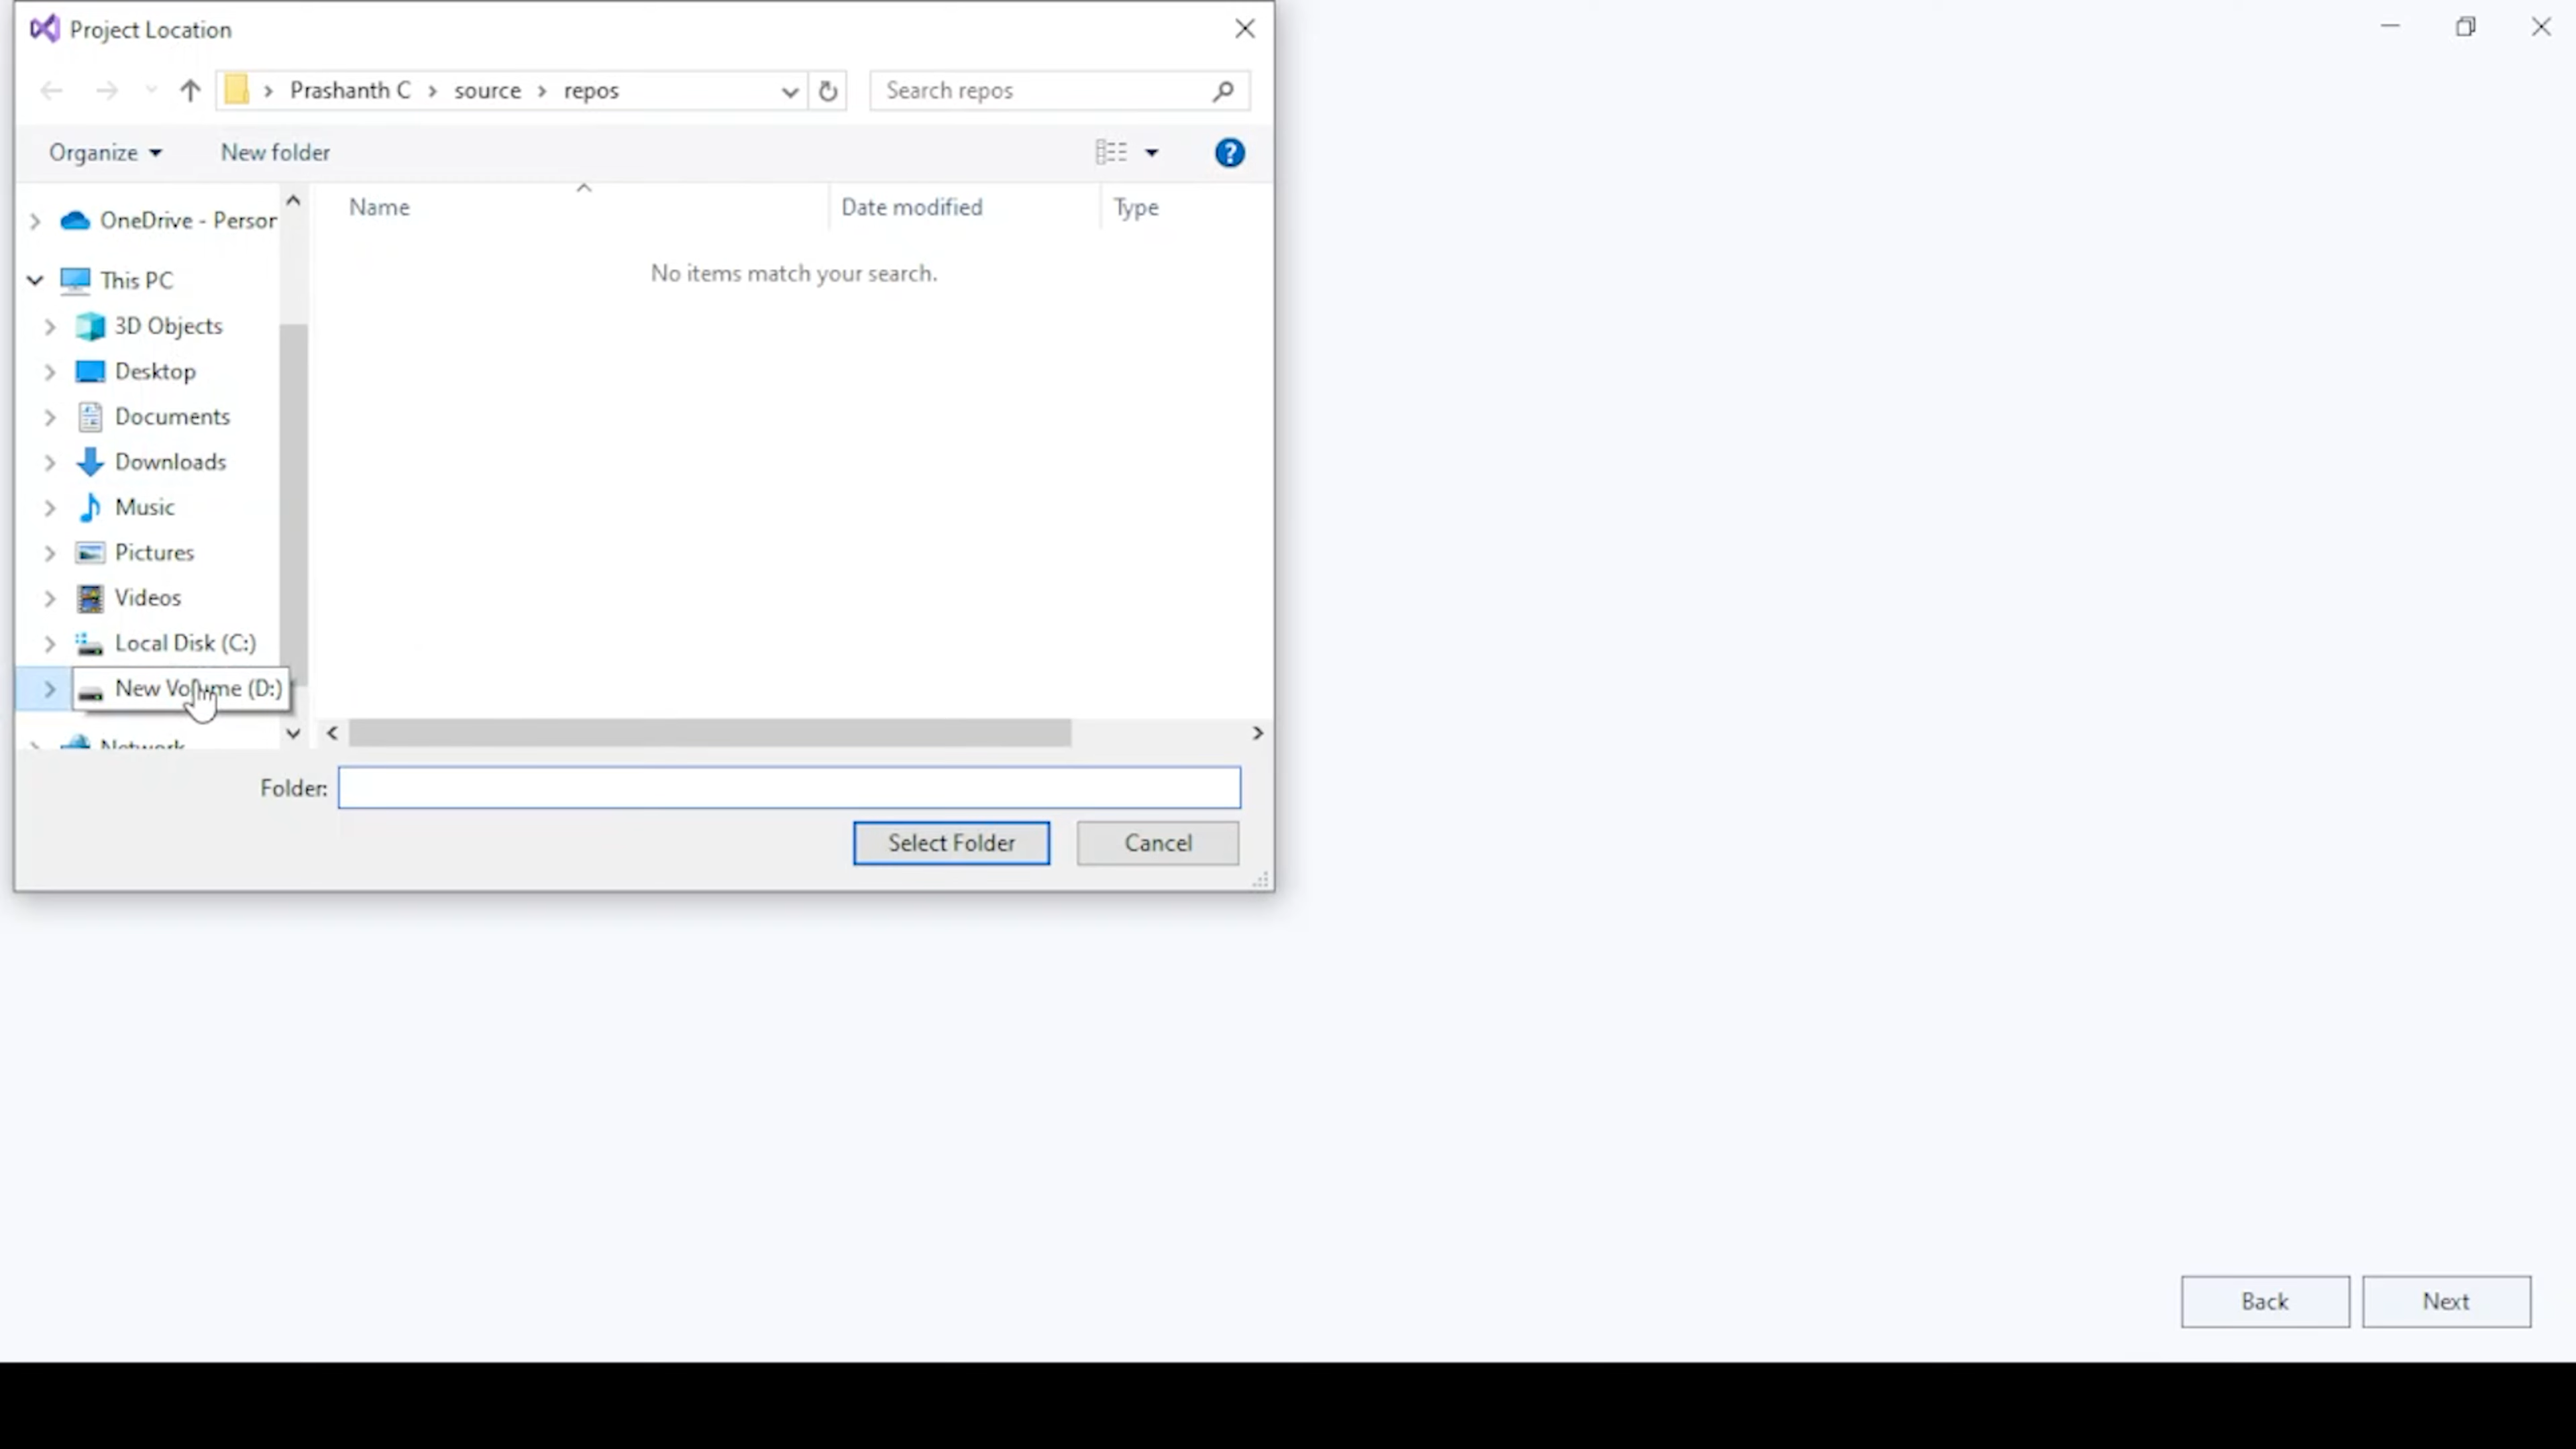 Project Location
Prashanth C › source › repos
Search repos
Organize
New folder
Name
Date modified
Type
No items match your search.
OneDrive - Person
This PC
3D Objects
Desktop
Documents
Downloads
Music
Pictures
Videos
Local Disk (C:)
New Volume (D:)
Network
Folder:
Select Folder
Cancel
Back
Next